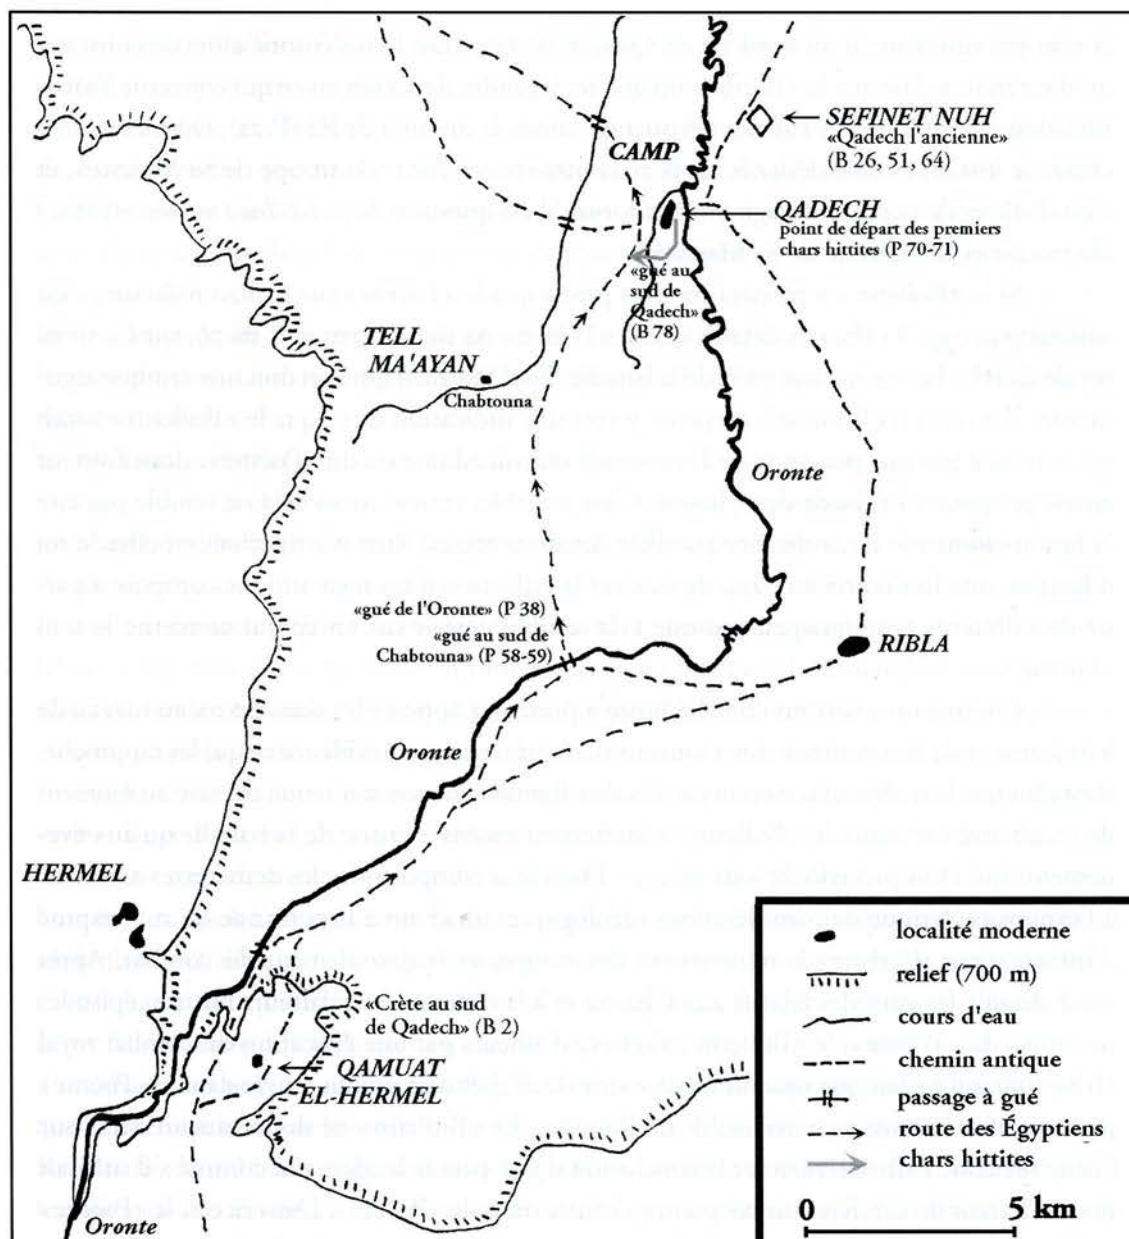 SEFINET NUH
«Qadech l'ancienne»
(B 26, 51, 64)
CAMP
QADECH
point de départ des premiers
chars hittites (P 70-71)
«gué au
sud de
Qadech»
(B 78)
TELL
MA'AYAN
Chabtouna
Oronte
«gué de l'Oronte» (P 38)
«gué au sud de
Chabtouna» (P 58-59)
RIBLA
Oronte
HERMEL
«Crète au sud
de Qadech» (B 2)
QAMUAT
EL-HERMEL
Oronte
localité moderne
relief (700 m)
cours d'eau
chemin antique
passage à gué
route des Égyptiens
chars hittites
0 5 km